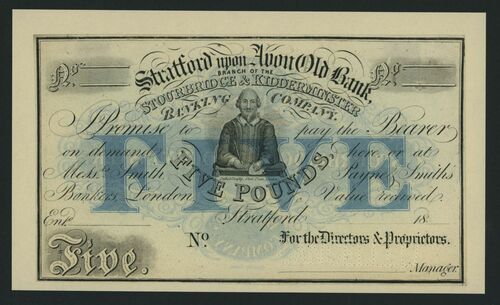 No.
No.
Stratford upon Avon Old Bank,
BRANCH OF THE
STOURBRIDGE & KIDDERMINSTER
BANKING COMPANY.
I Promise to pay the Bearer
on demand here, or at
Messrs. Smith Payne, Smiths
Bankers, London Value received
FIVE
FIVE POUNDS,
Stratford 18
Entd.
No. For the Directors & Proprietors.
Five.
Manager.